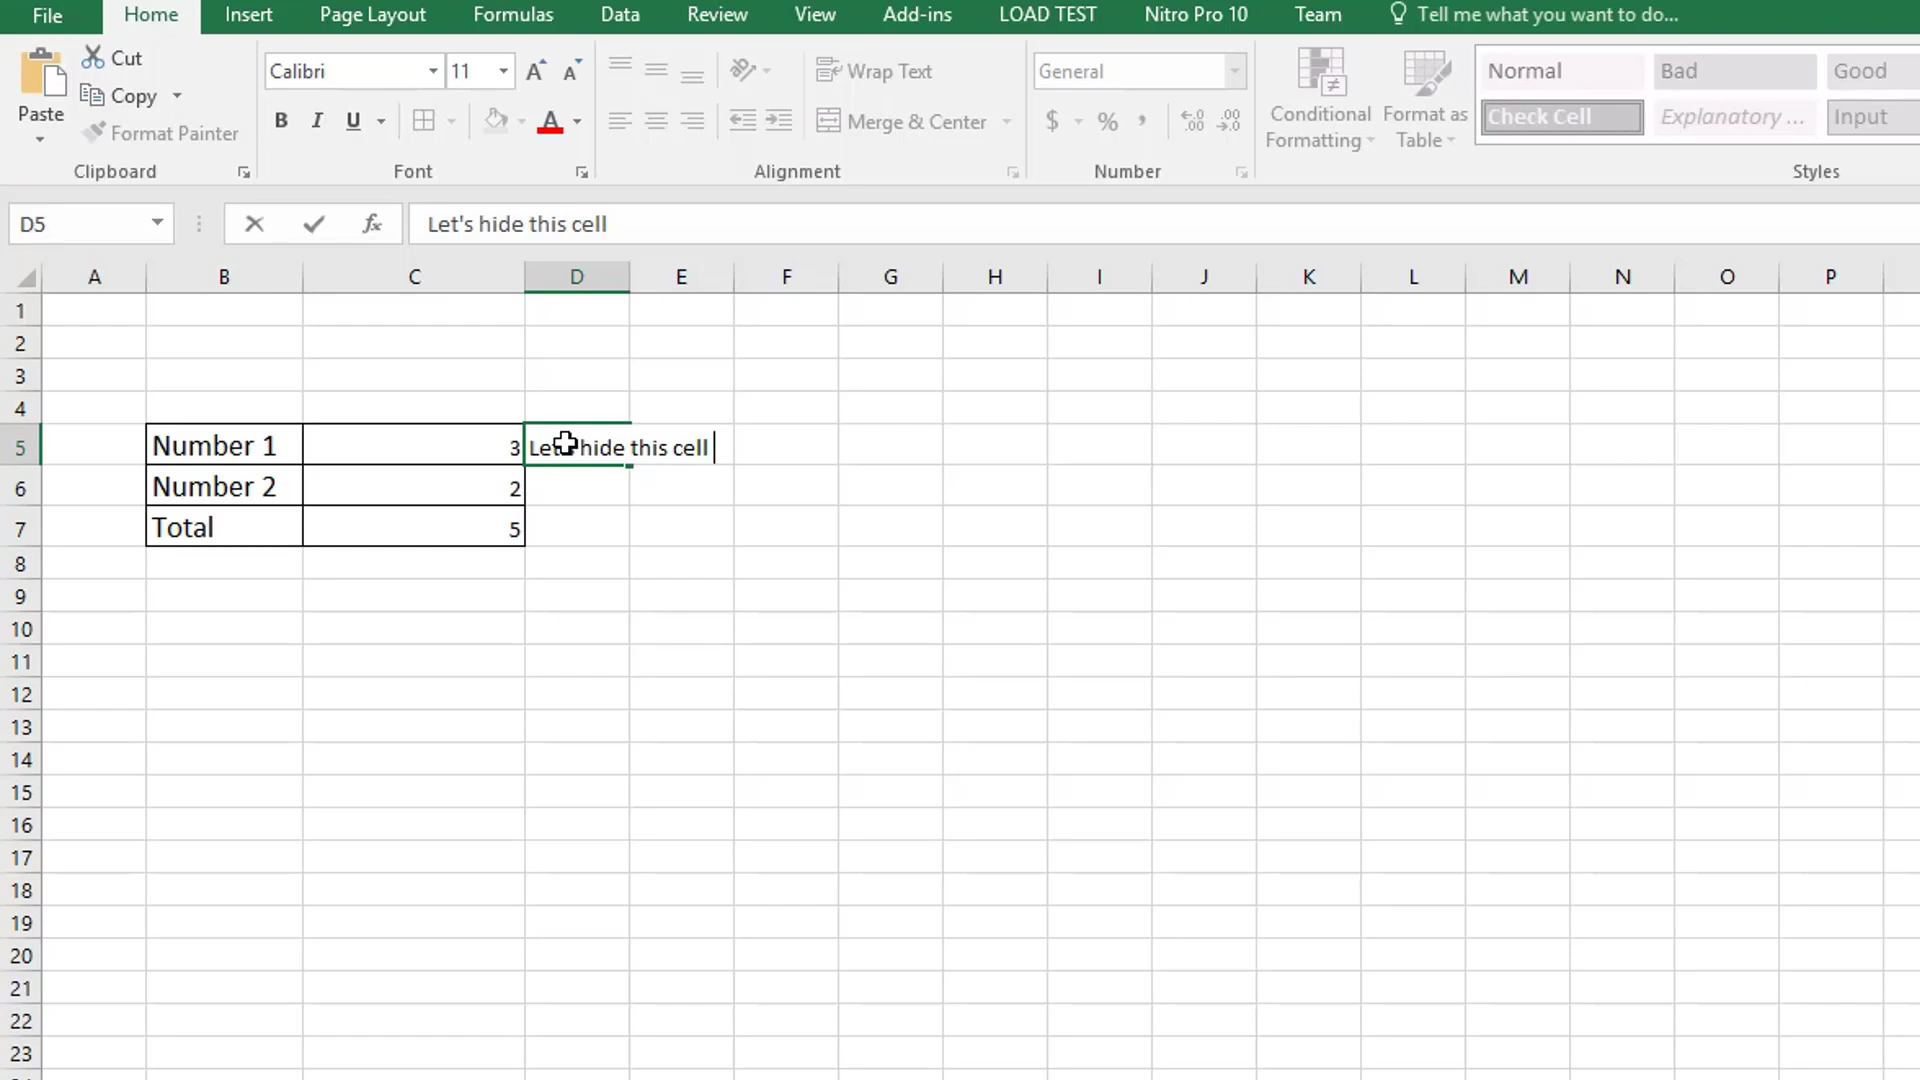 File Home Insert Page Layout Formulas Data Review View Add-ins LOAD TEST Nitro Pro 10 Team Tell me what you want to do...
Paste
Cut
Copy
Format Painter
Clipboard
Calibri 11
B I U A
Font
Wrap Text
Merge & Center
Alignment
General
$ % ,
Number
Conditional Formatting
Format as Table
Normal Bad Good
Check Cell Explanatory ... Input
Styles
D5 fx Let's hide this cell
A B C D E F G H I J K L M N O P
1
2
3
4
5 Number 1 3 Let hide this cell
6 Number 2 2
7 Total 5
8
9
10
11
12
13
14
15
16
17
18
19
20
21
22
23